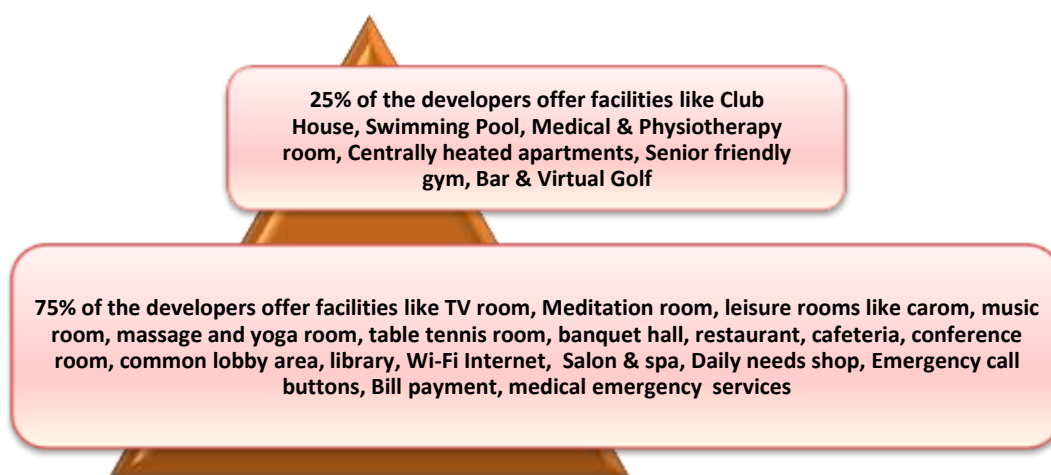 25% of the developers offer facilities like Club
House, Swimming Pool, Medical & Physiotherapy
room, Centrally heated apartments, Senior friendly
gym, Bar & Virtual Golf
75% of the developers offer facilities like TV room, Meditation room, leisure rooms like carom, music
room, massage and yoga room, table tennis room, banquet hall, restaurant, cafeteria, conference
room, common lobby area, library, Wi-Fi Internet, Salon & spa, Daily needs shop, Emergency call
buttons, Bill payment, medical emergency services